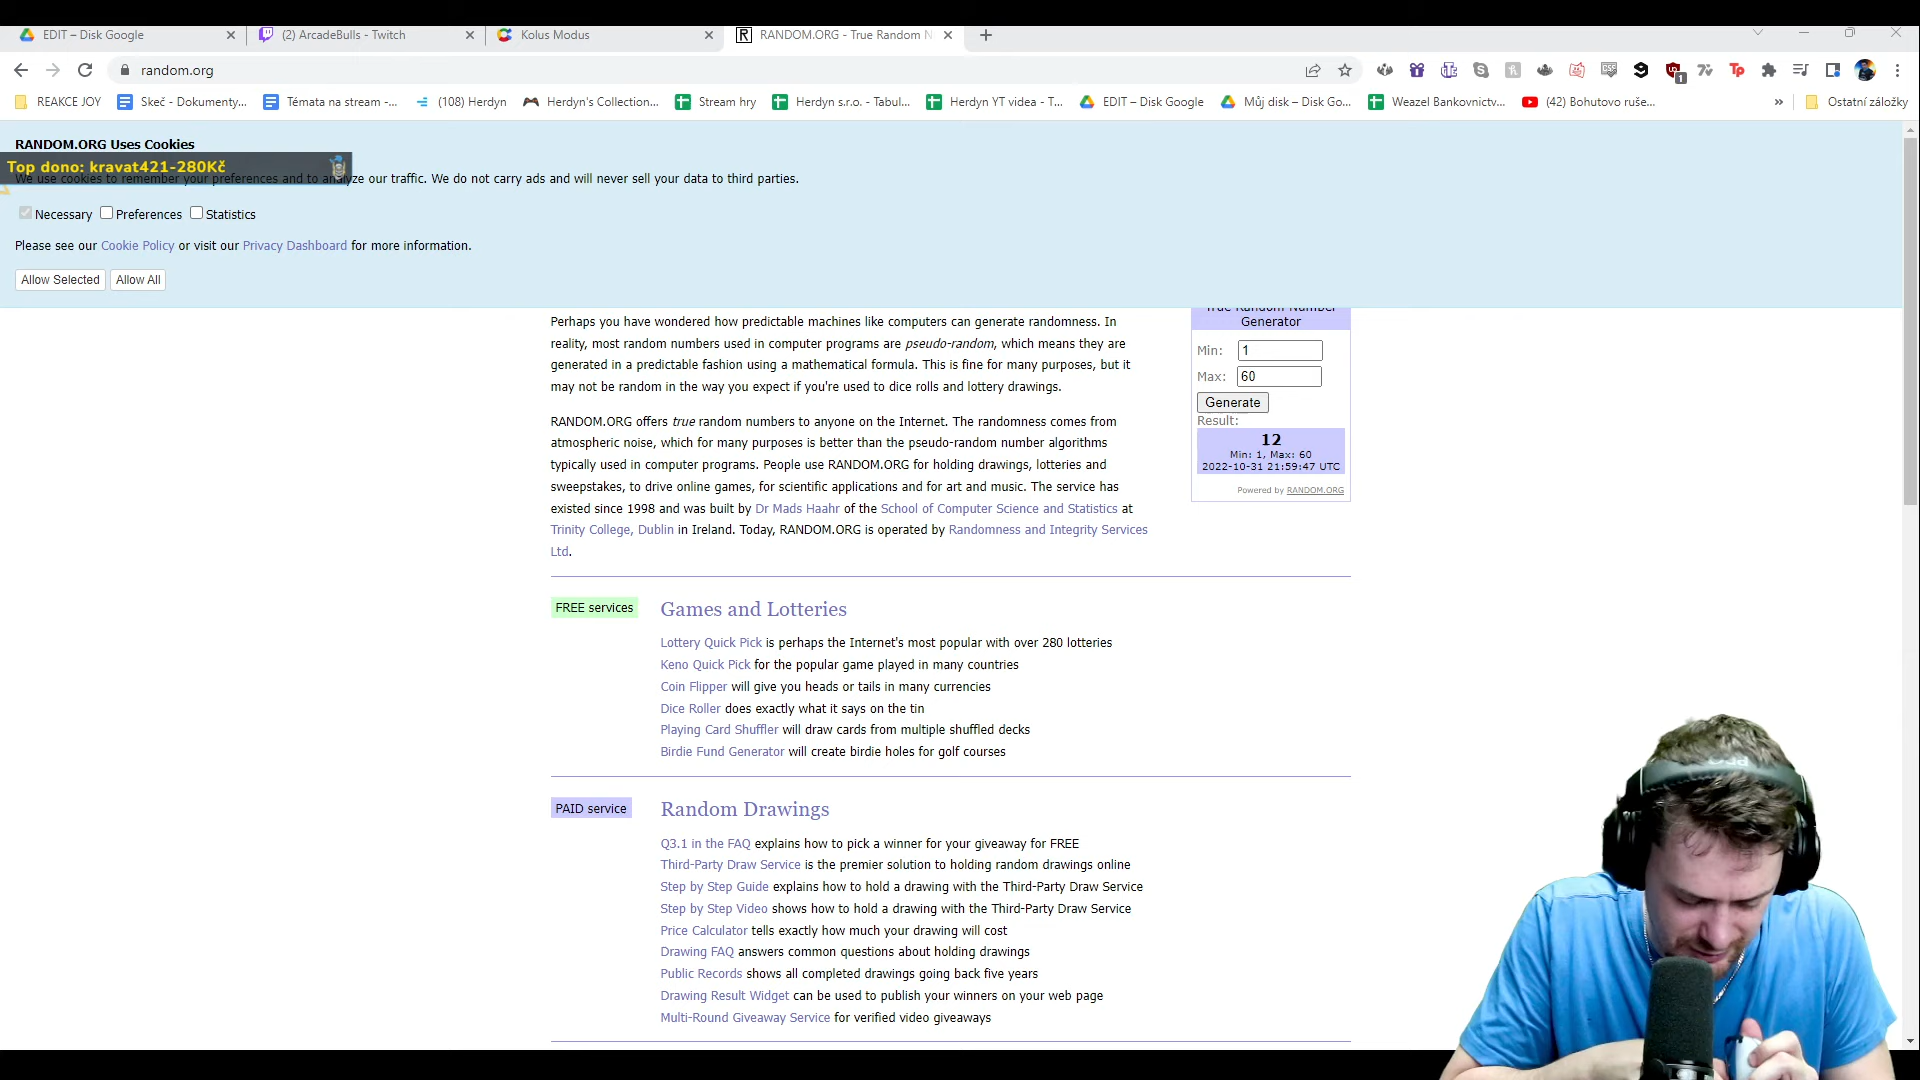 EDIT – Disk Google
(2) ArcadeBulls - Twitch
Kolus Modus
RANDOM.ORG - True Random N
random.org
REAKCE JOY
Skeč - Dokumenty...
Témata na stream -...
(108) Herdyn
Herdyn's Collection...
Stream hry
Herdyn s.r.o. - Tabul...
Herdyn YT videa - T...
EDIT – Disk Google
Můj disk – Disk Go...
Weazel Bankovnictv...
(42) Bohutovo ruše...
»
Ostatní záložky
RANDOM.ORG Uses Cookies
Top dono: kravat421-280Kč
We use cookies to remember your preferences and to analyze our traffic. We do not carry ads and will never sell your data to third parties.
Necessary Preferences Statistics
Please see our Cookie Policy or visit our Privacy Dashboard for more information.
Allow Selected Allow All
Perhaps you have wondered how predictable machines like computers can generate randomness. In
reality, most random numbers used in computer programs are pseudo-random, which means they are
generated in a predictable fashion using a mathematical formula. This is fine for many purposes, but it
may not be random in the way you expect if you're used to dice rolls and lottery drawings.
RANDOM.ORG offers true random numbers to anyone on the Internet. The randomness comes from
atmospheric noise, which for many purposes is better than the pseudo-random number algorithms
typically used in computer programs. People use RANDOM.ORG for holding drawings, lotteries and
sweepstakes, to drive online games, for scientific applications and for art and music. The service has
existed since 1998 and was built by Dr Mads Haahr of the School of Computer Science and Statistics at
Trinity College, Dublin in Ireland. Today, RANDOM.ORG is operated by Randomness and Integrity Services
Ltd.
True Random Number
Generator
Min: 1
Max: 60
Generate
Result:
12
Min: 1, Max: 60
2022-10-31 21:59:47 UTC
Powered by RANDOM.ORG
FREE services
Games and Lotteries
Lottery Quick Pick is perhaps the Internet's most popular with over 280 lotteries
Keno Quick Pick for the popular game played in many countries
Coin Flipper will give you heads or tails in many currencies
Dice Roller does exactly what it says on the tin
Playing Card Shuffler will draw cards from multiple shuffled decks
Birdie Fund Generator will create birdie holes for golf courses
PAID service
Random Drawings
Q3.1 in the FAQ explains how to pick a winner for your giveaway for FREE
Third-Party Draw Service is the premier solution to holding random drawings online
Step by Step Guide explains how to hold a drawing with the Third-Party Draw Service
Step by Step Video shows how to hold a drawing with the Third-Party Draw Service
Price Calculator tells exactly how much your drawing will cost
Drawing FAQ answers common questions about holding drawings
Public Records shows all completed drawings going back five years
Drawing Result Widget can be used to publish your winners on your web page
Multi-Round Giveaway Service for verified video giveaways